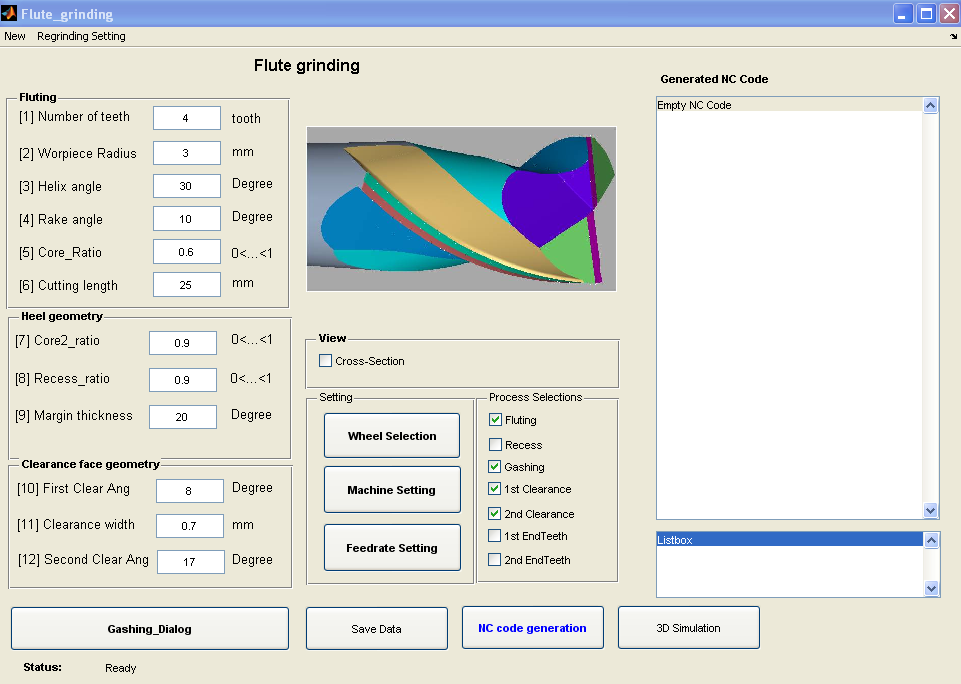 Flute_grinding
New Regrinding Setting
Flute grinding
Fluting
[1] Number of teeth 4 tooth
[2] Worpiece Radius 3 mm
[3] Helix angle 30 Degree
[4] Rake angle 10 Degree
[5] Core_Ratio 0.6 0<...<1
[6] Cutting length 25 mm
Heel geometry
[7] Core2_ratio 0.9 0<...<1
[8] Recess_ratio 0.9 0<...<1
[9] Margin thickness 20 Degree
Clearance face geometry
[10] First Clear Ang 8 Degree
[11] Clearance width 0.7 mm
[12] Second Clear Ang 17 Degree
View
Cross-Section
Setting
Wheel Selection
Machine Setting
Feedrate Setting
Process Selections
Fluting
Recess
Gashing
1st Clearance
2nd Clearance
1st EndTeeth
2nd EndTeeth
Generated NC Code
Empty NC Code
Listbox
Gashing_Dialog
Save Data
NC code generation
3D Simulation
Status: Ready